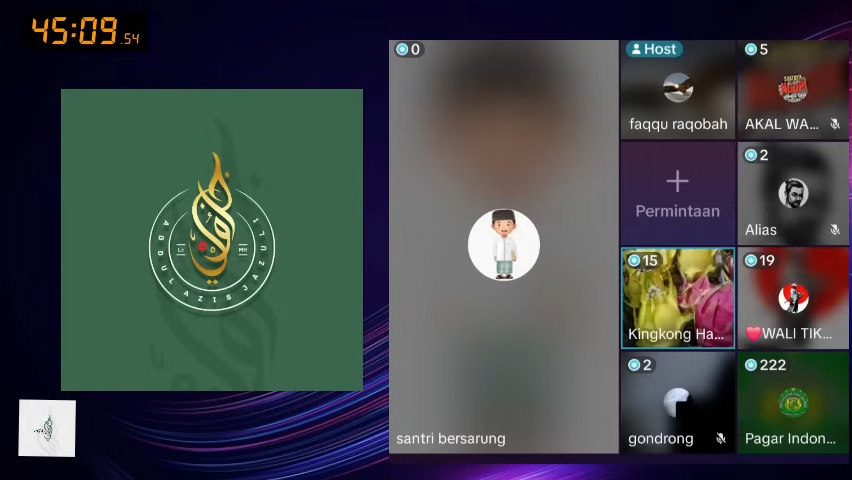 45:09.54
ABDUL AZIB JAZULI
0
santri bersarung
Host
faqqu raqobah
5
AKAL WA...
Permintaan
2
Alias
15
Kingkong Ha...
19
WALI TIK...
2
gondrong
222
Pagar Indon...